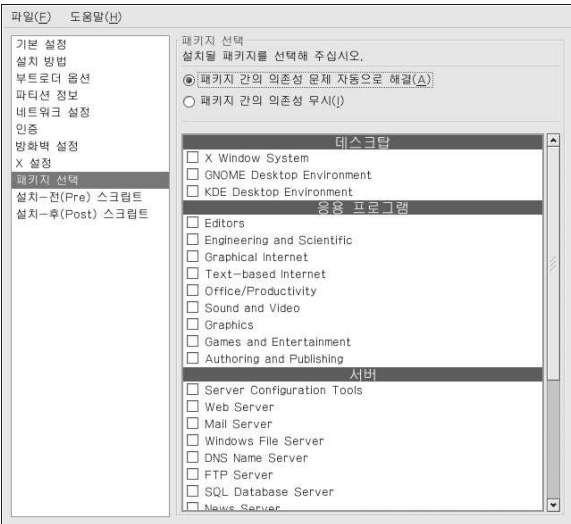 파일(F) 도움말(H)
기본 설정
설치 방법
부트로더 옵션
파티션 정보
네트워크 설정
인증
방화벽 설정
X 설정
패키지 선택
설치-전(Pre) 스크립트
설치-후(Post) 스크립트
패키지 선택
설치될 패키지를 선택해 주십시오.
패키지 간의 의존성 문제 자동으로 해결(A)
패키지 간의 의존성 무시(I)
데스크탑
X Window System
GNOME Desktop Environment
KDE Desktop Environment
응용 프로그램
Editors
Engineering and Scientific
Graphical Internet
Text-based Internet
Office/Productivity
Sound and Video
Graphics
Games and Entertainment
Authoring and Publishing
서버
Server Configuration Tools
Web Server
Mail Server
Windows File Server
DNS Name Server
FTP Server
SQL Database Server
News Server